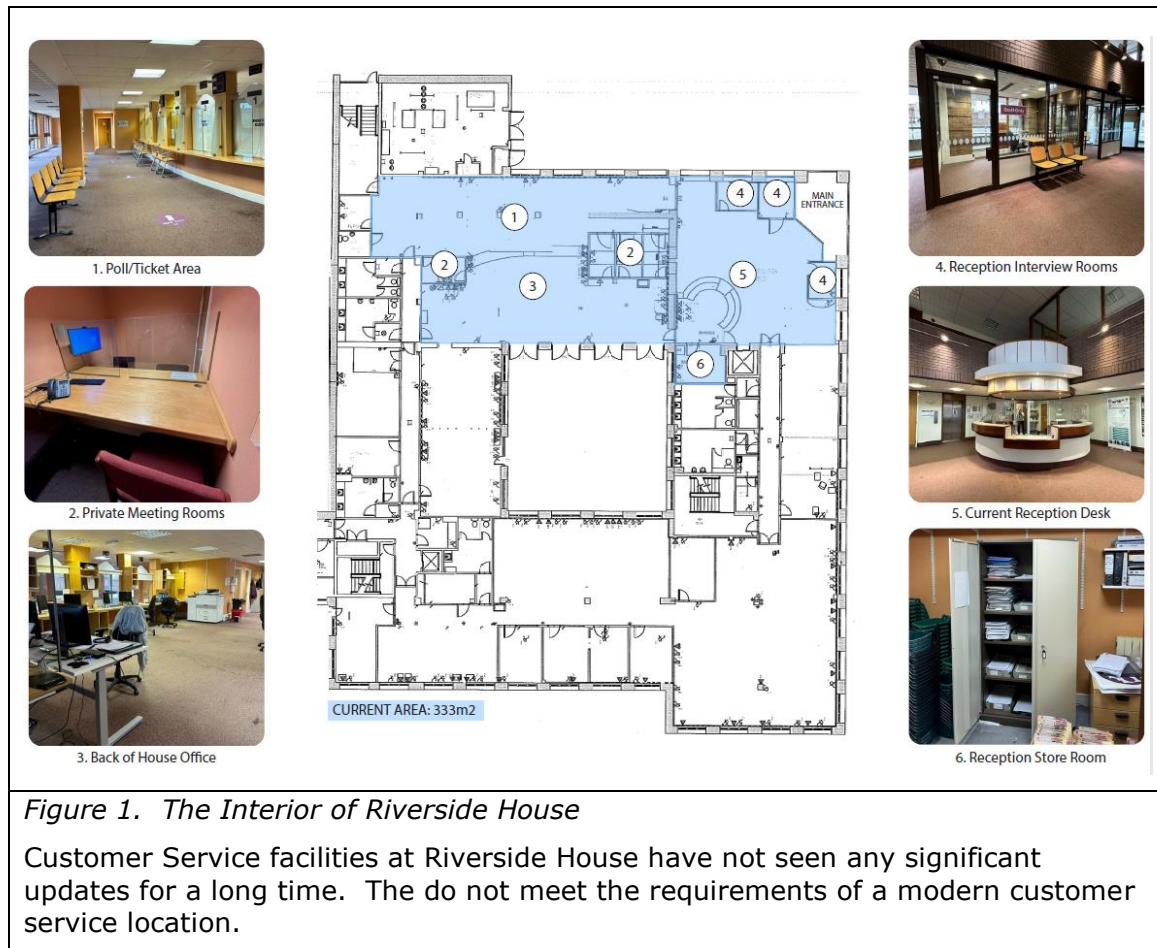 1. Poll/Ticket Area
2. Private Meeting Rooms
3. Back of House Office
1
2
2
3
4
4
4
5
6
MAIN
ENTRANCE
CURRENT AREA: 333m2
4. Reception Interview Rooms
5. Current Reception Desk
6. Reception Store Room
Figure 1. The Interior of Riverside House
Customer Service facilities at Riverside House have not seen any significant
updates for a long time. The do not meet the requirements of a modern customer
service location.